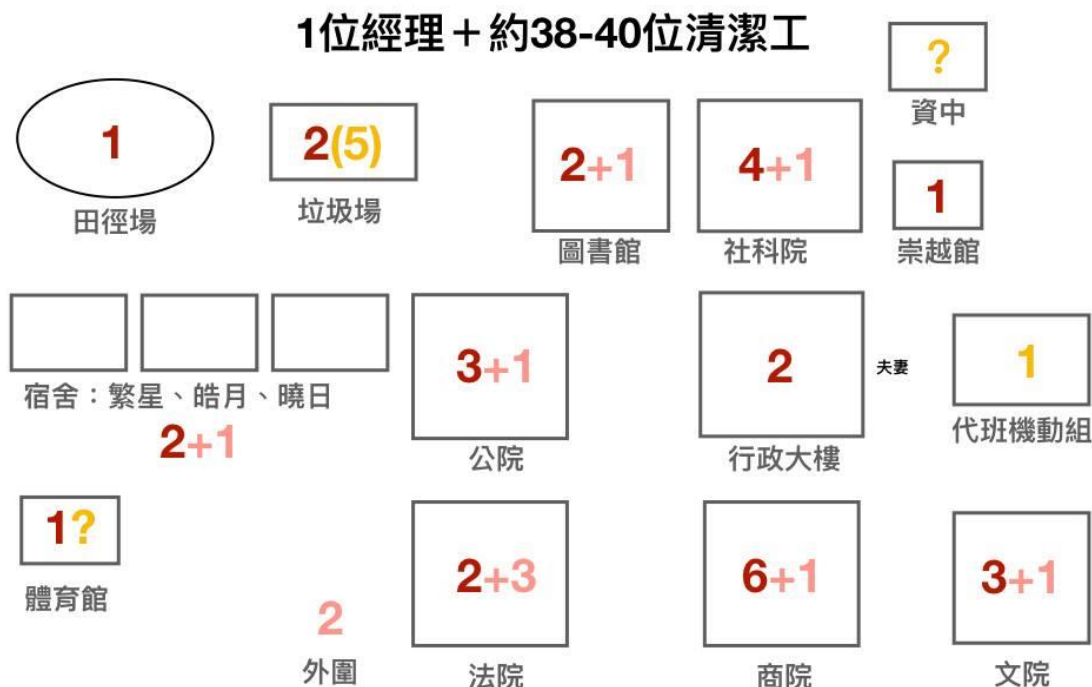 1位經理＋約38-40位清潔工
?
資中
1
田徑場
2(5)
垃圾場
2+1
圖書館
4+1
社科院
1
崇越館
宿舍：繁星、皓月、曉日
2+1
3+1
公院
2
行政大樓
夫妻
1
代班機動組
1?
體育館
2
外圍
2+3
法院
6+1
商院
3+1
文院